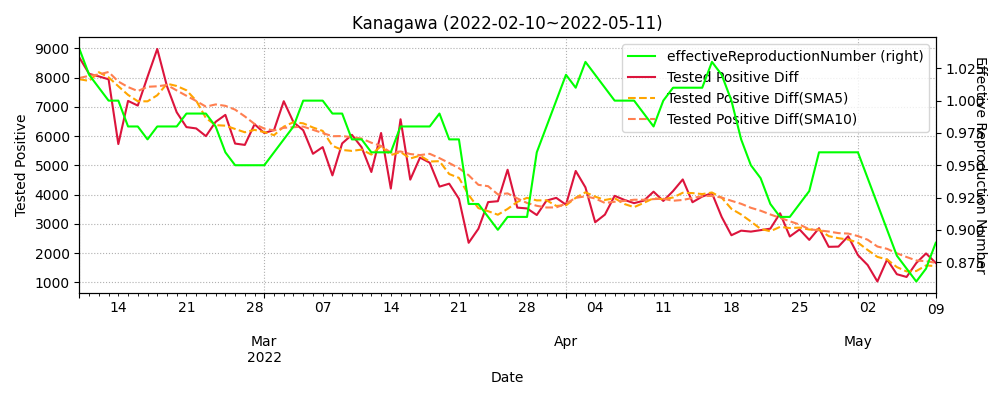 Kanagawa (2022-02-10~2022-05-11)
effectiveReproductionNumber (right)
Tested Positive Diff
Tested Positive Diff(SMA5)
Tested Positive Diff(SMA10)
Tested Positive
9000
8000
7000
6000
5000
4000
3000
2000
1000
Effective Reproduction Number
1.025
1.000
0.975
0.950
0.925
0.900
0.875
14 21 28 07 14 21 28 04 11 18 25 02 09
Mar Apr May
2022
Date